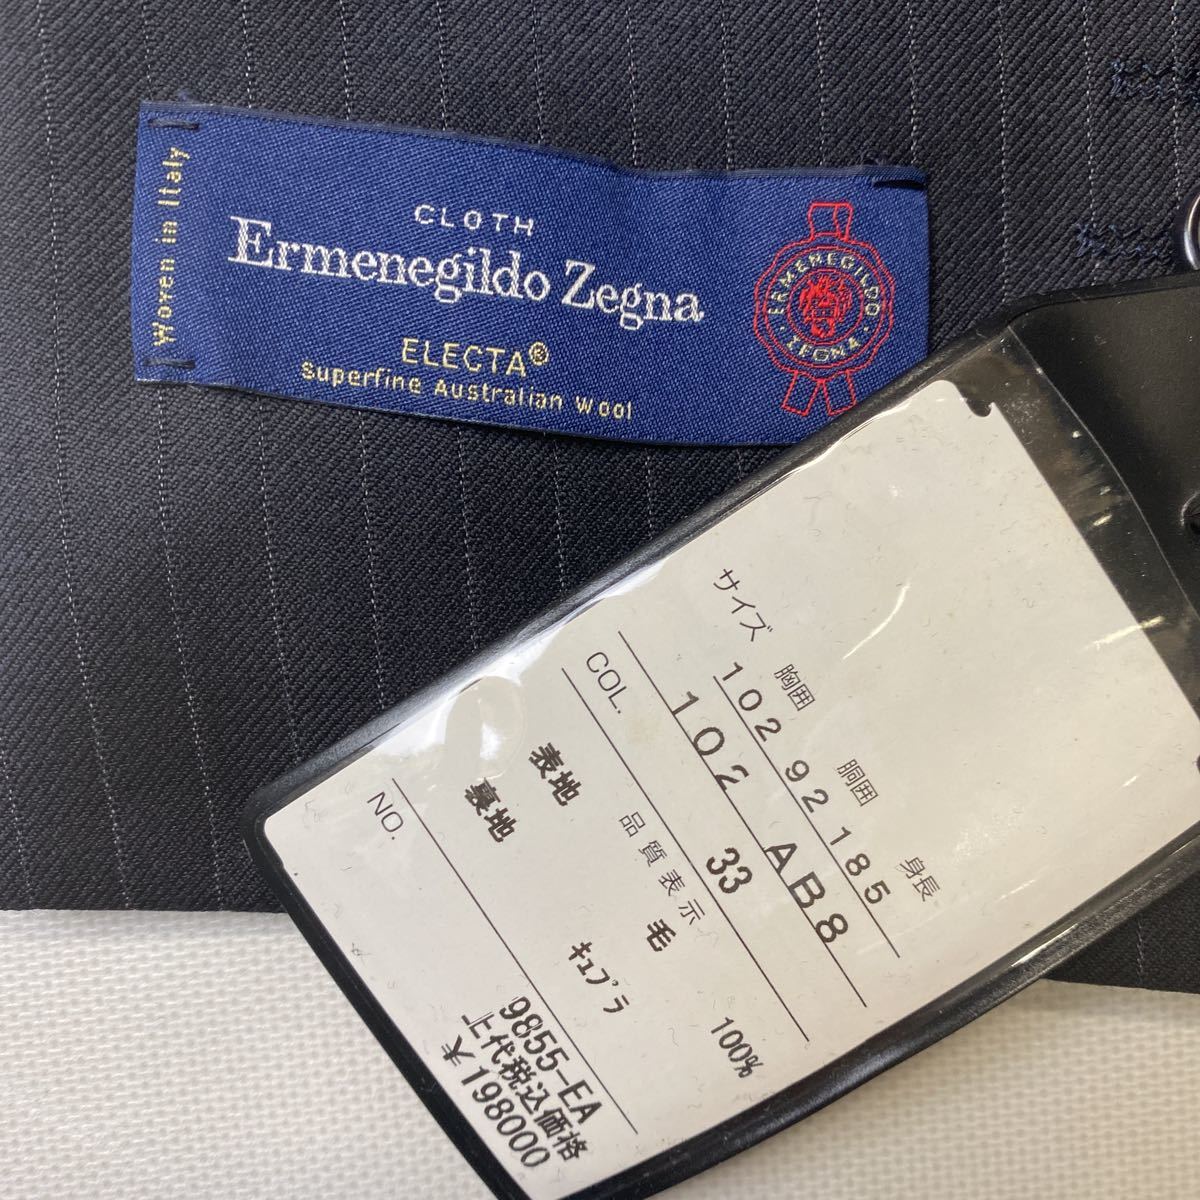 Woven in Italy
CLOTH
Ermenegildo Zegna
ELECTA®
Superfine Australian Wool
ERMENEGILDO
ZEGNA
サイズ 胸囲 胴囲 身長
102 92 185
102 AB8
COL. 33
品質表示
表地 毛 100%
裏地 ｷｭﾌﾟﾗ
NO. 9855-EA
上代税込価格
￥198000